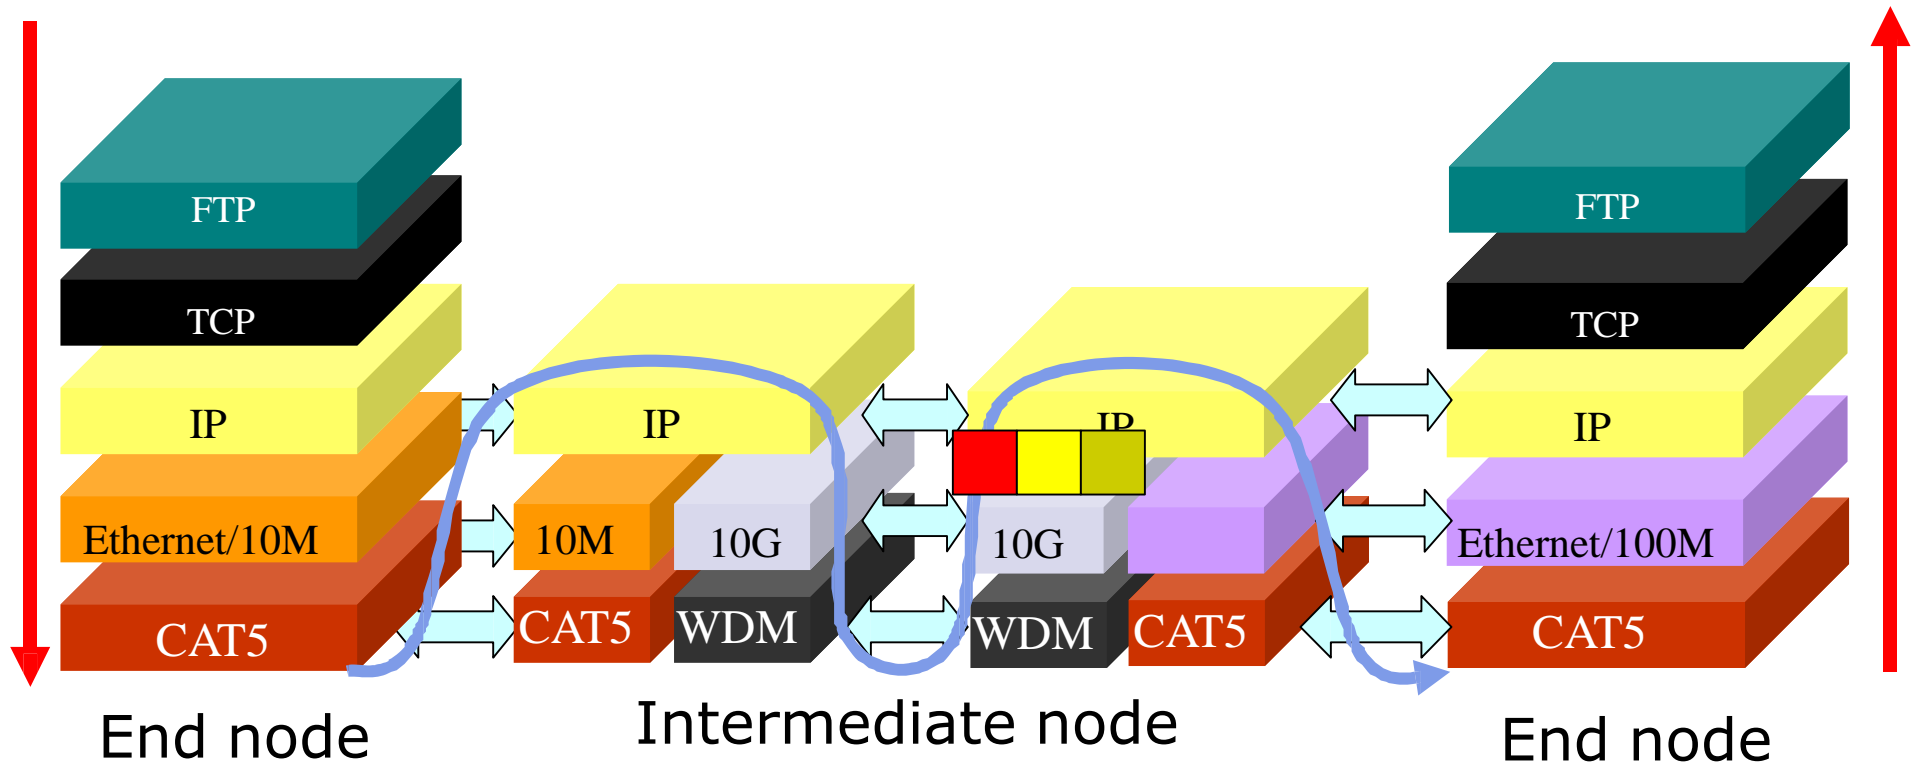 FTP
TCP
IP
Ethernet/10M
CAT5
IP
10M
10G
CAT5
WDM
IP
10G
WDM
CAT5
FTP
TCP
IP
Ethernet/100M
CAT5
End node
Intermediate node
End node